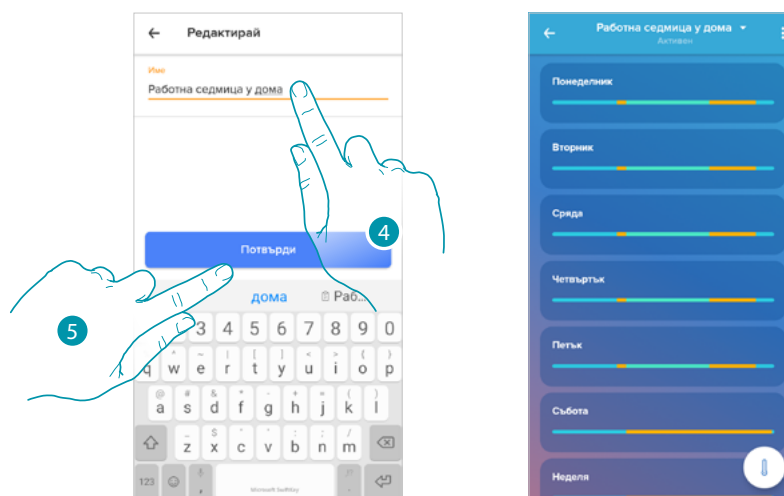 Редактирай
Име
Работна седмица у дома
4
Потвърди
дома
Раб...
5
3 4 5 6 7 8 9 0
q w e r t y u i o p
a s d f g h j k l
z x c v b n m
123
Microsoft SwiftKey
Работна седмица у дома
Активен
Понеделник
Вторник
Сряда
Четвъртък
Петък
Събота
Неделя